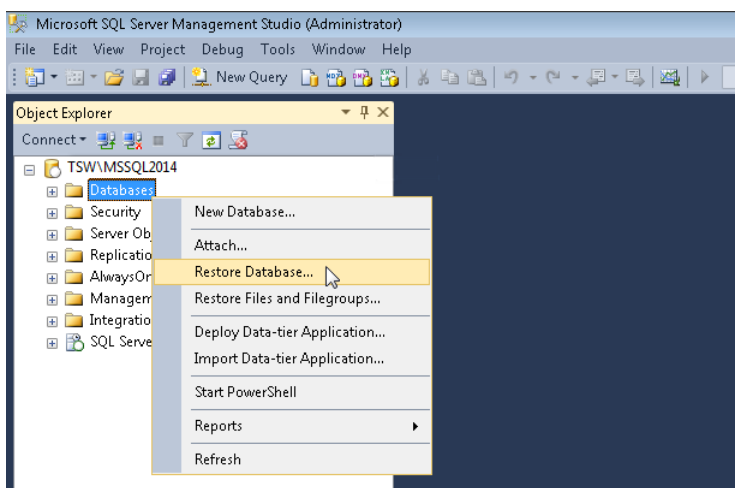 Microsoft SQL Server Management Studio (Administrator)
File Edit View Project Debug Tools Window Help
New Query
Object Explorer
Connect
TSW\MSSQL2014
Databases
Security
Server Ob
Replicatio
AlwaysOr
Managem
Integratio
SQL Serve
New Database...
Attach...
Restore Database...
Restore Files and Filegroups...
Deploy Data-tier Application...
Import Data-tier Application...
Start PowerShell
Reports
Refresh